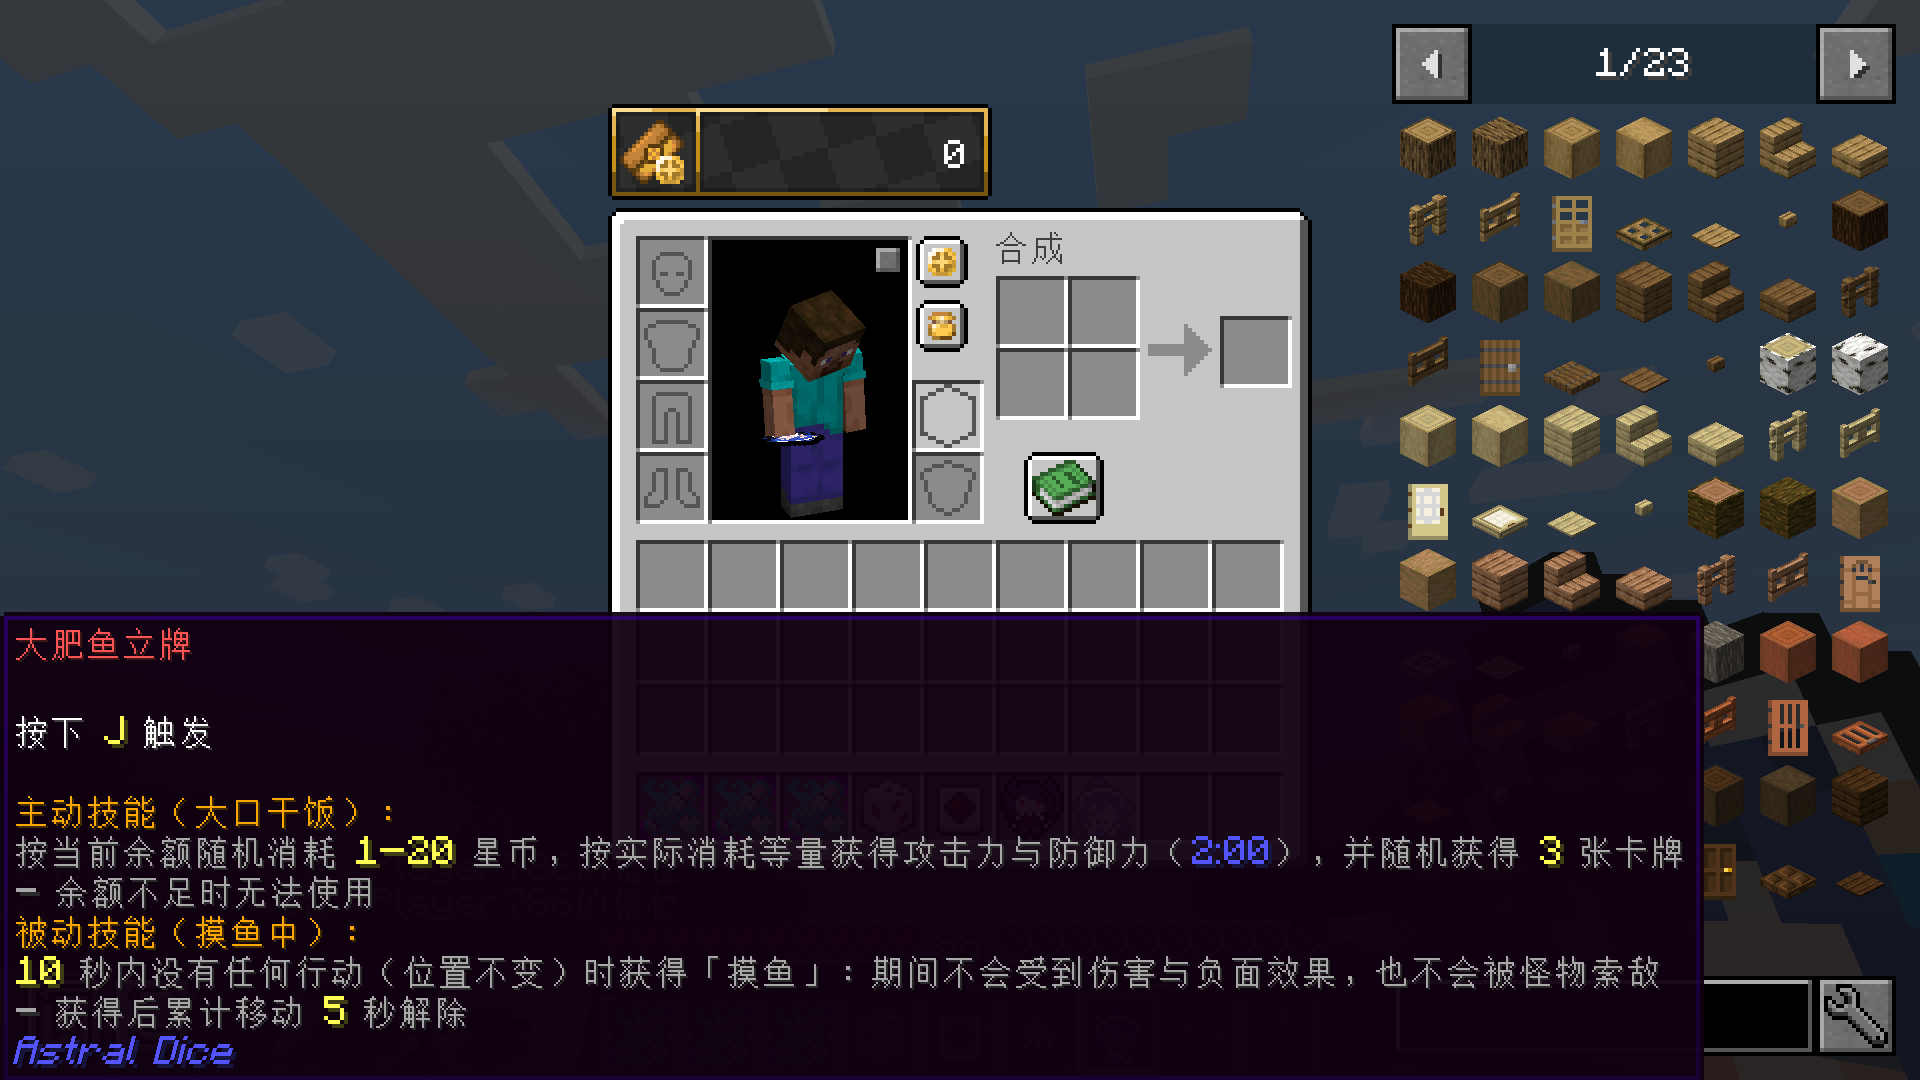 1/23
0
合成
大肥鱼立牌
按下 J 触发
主动技能（大口干饭）:
按当前余额随机消耗 1-20 星币, 按实际消耗等量获得攻击力与防御力（2:00）, 并随机获得 3 张卡牌
- 余额不足时无法使用
被动技能（摸鱼中）:
10 秒内没有任何行动（位置不变）时获得「摸鱼」: 期间不会受到伤害与负面效果, 也不会被怪物索敌
- 获得后累计移动 5 秒解除
Astral Dice